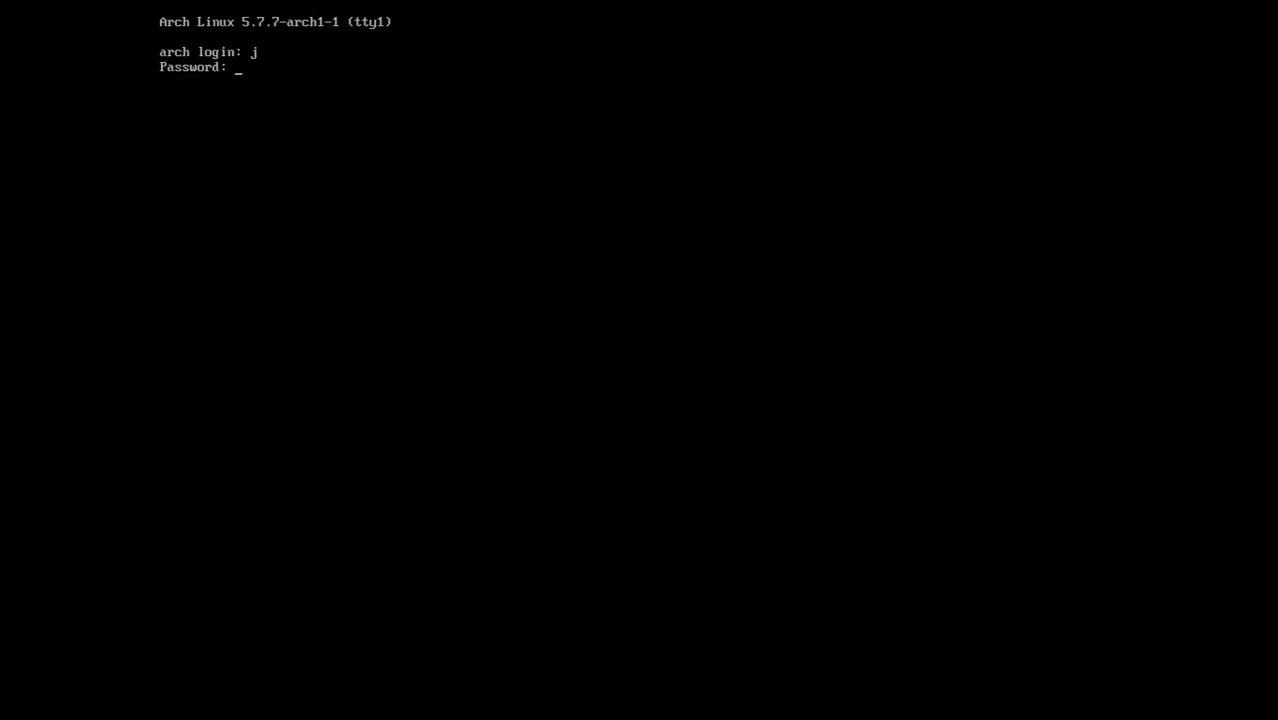 Arch Linux 5.7.7-arch1-1 (tty1)
arch login: j
Password: _